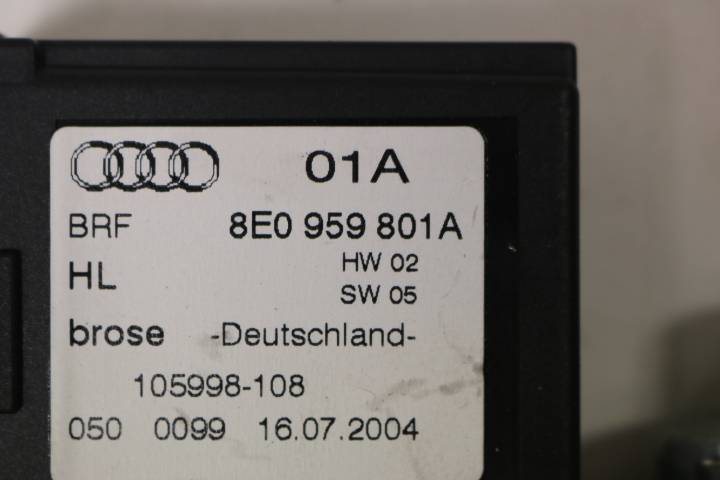 01A
BRF 8E0 959 801A
HL HW 02
SW 05
brose -Deutschland-
105998-108
050 0099 16.07.2004